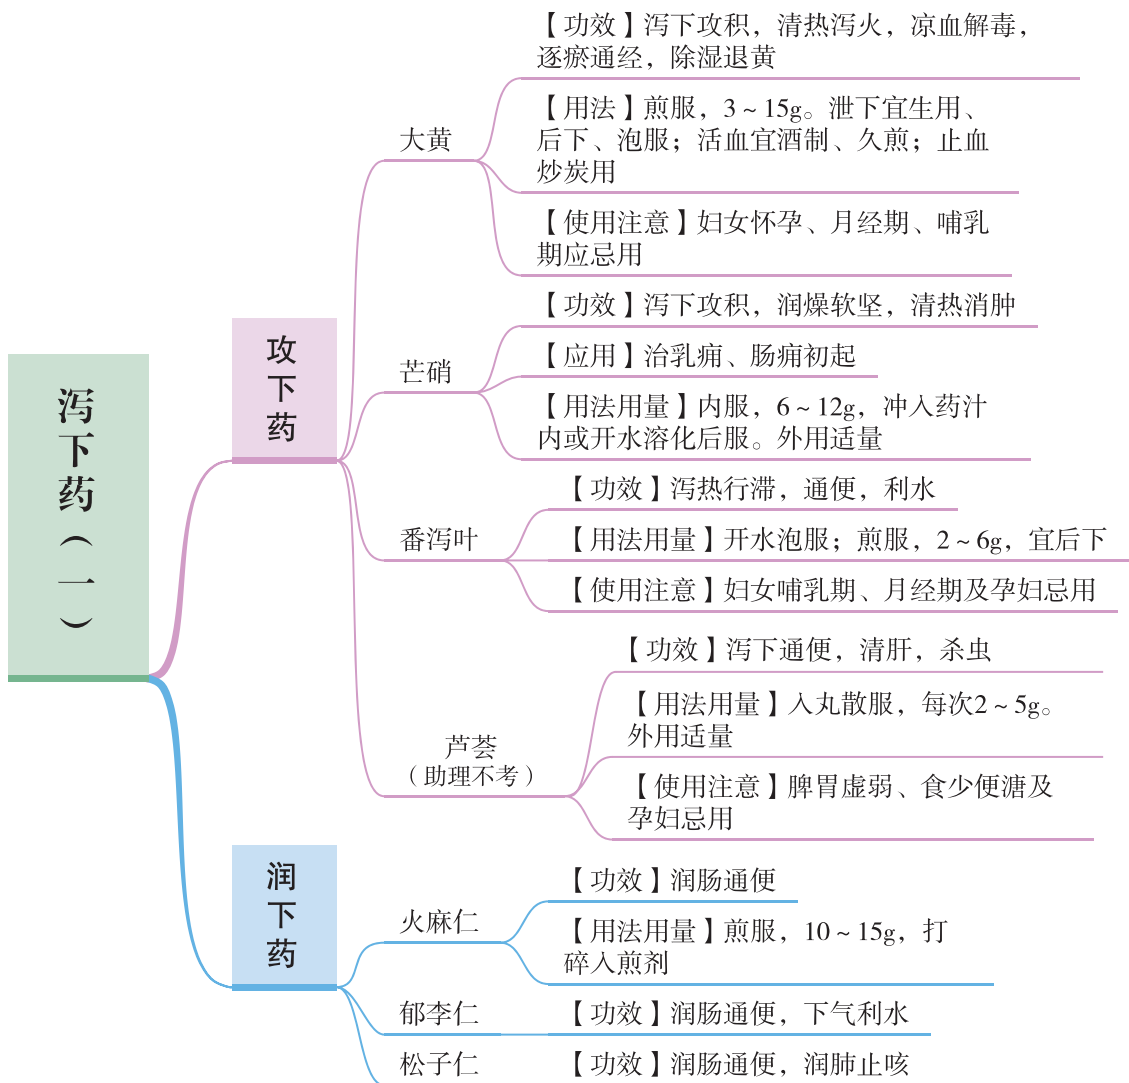 泻下药（一）
攻下药
大黄
【功效】泻下攻积，清热泻火，凉血解毒，
逐瘀通经，除湿退黄
【用法】煎服，3～15g。泄下宜生用、
后下、泡服；活血宜酒制、久煎；止血
炒炭用
【使用注意】妇女怀孕、月经期、哺乳
期应忌用
芒硝
【功效】泻下攻积，润燥软坚，清热消肿
【应用】治乳痈、肠痈初起
【用法用量】内服，6～12g，冲入药汁
内或开水溶化后服。外用适量
番泻叶
【功效】泻热行滞，通便，利水
【用法用量】开水泡服；煎服，2～6g，宜后下
【使用注意】妇女哺乳期、月经期及孕妇忌用
芦荟
（助理不考）
【功效】泻下通便，清肝，杀虫
【用法用量】入丸散服，每次2～5g。
外用适量
【使用注意】脾胃虚弱、食少便溏及
孕妇忌用
润下药
火麻仁
【功效】润肠通便
【用法用量】煎服，10～15g，打
碎入煎剂
郁李仁
【功效】润肠通便，下气利水
松子仁
【功效】润肠通便，润肺止咳